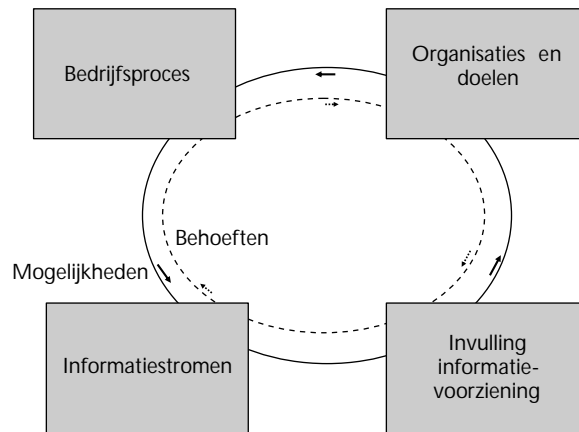 Bedrijfsproces
Organisaties en
doelen
Behoeften
Mogelijkheden
Informatiestromen
Invulling
informatie-
voorziening